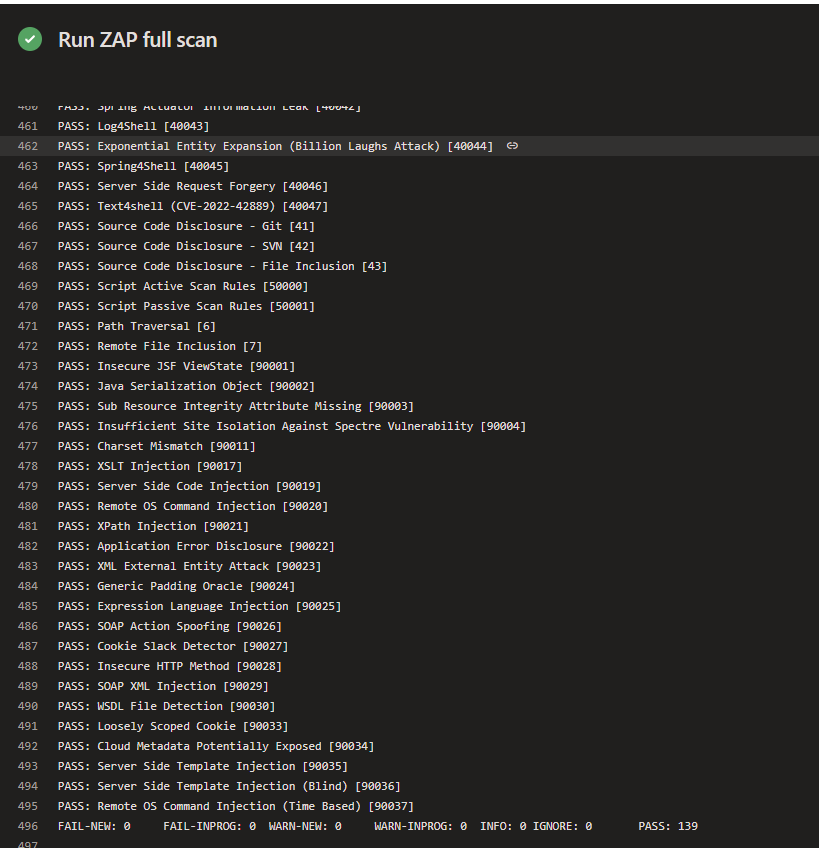 Run ZAP full scan
460 PASS: Spring Actuator Information Leak [40042]
461 PASS: Log4Shell [40043]
462 PASS: Exponential Entity Expansion (Billion Laughs Attack) [40044]
463 PASS: Spring4Shell [40045]
464 PASS: Server Side Request Forgery [40046]
465 PASS: Text4shell (CVE-2022-42889) [40047]
466 PASS: Source Code Disclosure - Git [41]
467 PASS: Source Code Disclosure - SVN [42]
468 PASS: Source Code Disclosure - File Inclusion [43]
469 PASS: Script Active Scan Rules [50000]
470 PASS: Script Passive Scan Rules [50001]
471 PASS: Path Traversal [6]
472 PASS: Remote File Inclusion [7]
473 PASS: Insecure JSF ViewState [90001]
474 PASS: Java Serialization Object [90002]
475 PASS: Sub Resource Integrity Attribute Missing [90003]
476 PASS: Insufficient Site Isolation Against Spectre Vulnerability [90004]
477 PASS: Charset Mismatch [90011]
478 PASS: XSLT Injection [90017]
479 PASS: Server Side Code Injection [90019]
480 PASS: Remote OS Command Injection [90020]
481 PASS: XPath Injection [90021]
482 PASS: Application Error Disclosure [90022]
483 PASS: XML External Entity Attack [90023]
484 PASS: Generic Padding Oracle [90024]
485 PASS: Expression Language Injection [90025]
486 PASS: SOAP Action Spoofing [90026]
487 PASS: Cookie Slack Detector [90027]
488 PASS: Insecure HTTP Method [90028]
489 PASS: SOAP XML Injection [90029]
490 PASS: WSDL File Detection [90030]
491 PASS: Loosely Scoped Cookie [90033]
492 PASS: Cloud Metadata Potentially Exposed [90034]
493 PASS: Server Side Template Injection [90035]
494 PASS: Server Side Template Injection (Blind) [90036]
495 PASS: Remote OS Command Injection (Time Based) [90037]
496 FAIL-NEW: 0 FAIL-INPROG: 0 WARN-NEW: 0 WARN-INPROG: 0 INFO: 0 IGNORE: 0 PASS: 139
497